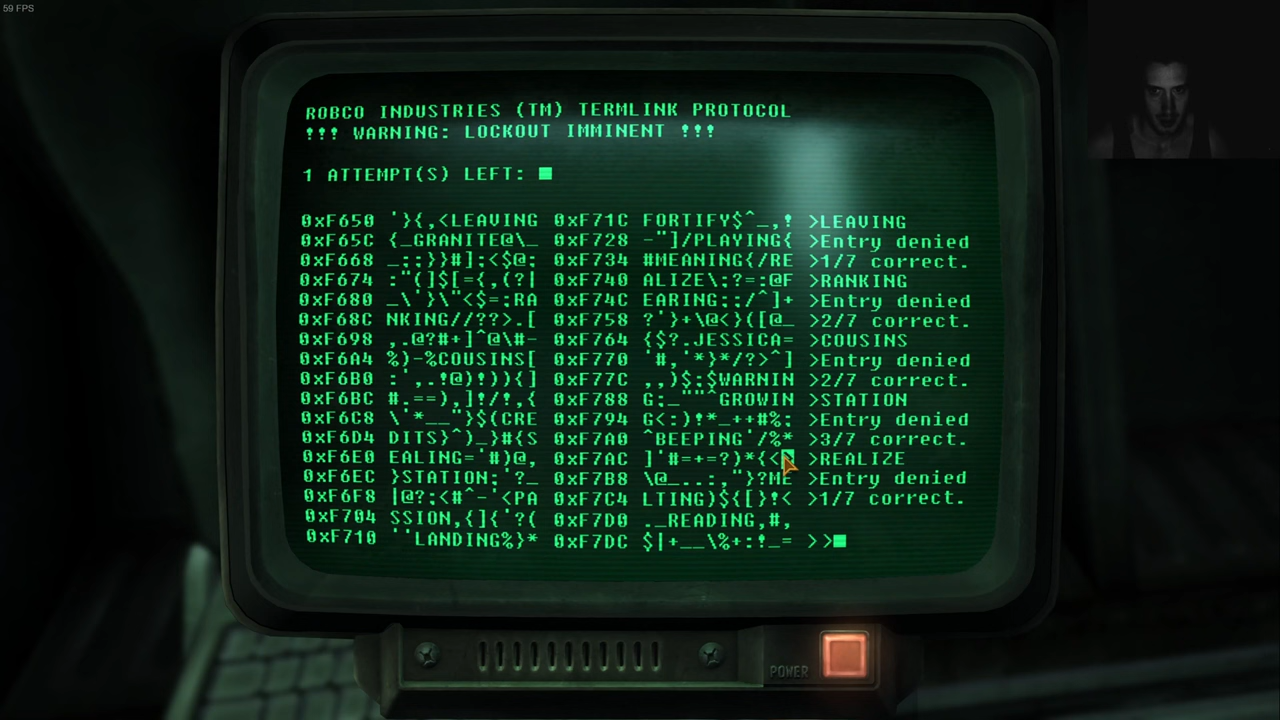 59 FPS
ROBCO INDUSTRIES (TM) TERMLINK PROTOCOL
!!! WARNING: LOCKOUT IMMINENT !!!
1 ATTEMPT(S) LEFT:
0xF650 '}{,<LEAVING 0xF71C FORTIFY$^_,! >LEAVING
0xF65C {_GRANITE@\_ 0xF728 -"]/PLAYING{ >Entry denied
0xF668 _;:}}#];<$@; 0xF734 #MEANING{/RE >1/7 correct.
0xF674 :"(]$[={,(?| 0xF740 ALIZE\;?=:@F >RANKING
0xF680 _\'}\"<$=;RA 0xF74C EARING;;/^]+ >Entry denied
0xF68C NKING//??>.[ 0xF758 ?'}+\@<}([@_ >2/7 correct.
0xF698 ,.@?#+]^@\#- 0xF764 {$?.JESSICA= >COUSINS
0xF6A4 %)-%COUSINS[ 0xF770 '#,'*}*/?>^] >Entry denied
0xF6B0 :',.!@)!)){] 0xF77C ,,)$;$WARNIN >2/7 correct.
0xF6BC #.==),]!/!,{ 0xF788 G;_""^GROWIN >STATION
0xF6C8 \'*__"}$(CRE 0xF794 G<:)!*_++#%; >Entry denied
0xF6D4 DITS}^)_}#{S 0xF7A0 ^BEEPING'/%* >3/7 correct.
0xF6E0 EALING='#)@, 0xF7AC ]'#=+=?)*{< >REALIZE
0xF6EC }STATION;'?_ 0xF7B8 \@_..:,"}?ME >Entry denied
0xF6F8 |@?;<#^-'<PA 0xF7C4 LTING)${[}!< >1/7 correct.
0xF704 SSION,{]{'?( 0xF7D0 ._READING,#,
0xF710 ''LANDING%}* 0xF7DC $|+__\%+:!_= >>
POWER